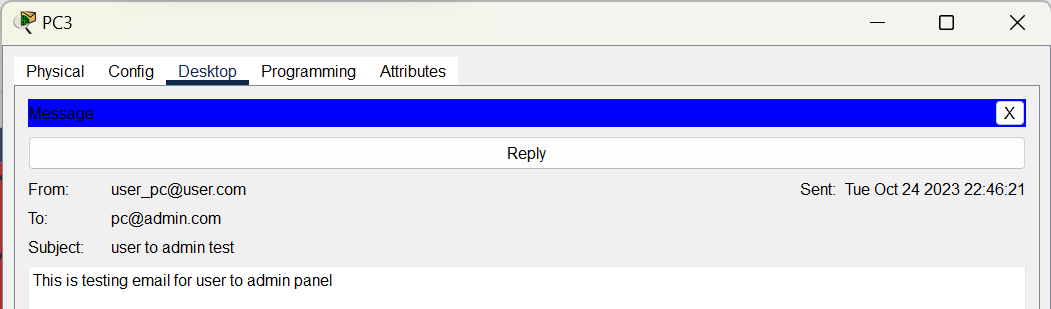 PC3
Physical Config Desktop Programming Attributes
Message X
Reply
From: user_pc@user.com Sent: Tue Oct 24 2023 22:46:21
To: pc@admin.com
Subject: user to admin test
This is testing email for user to admin panel